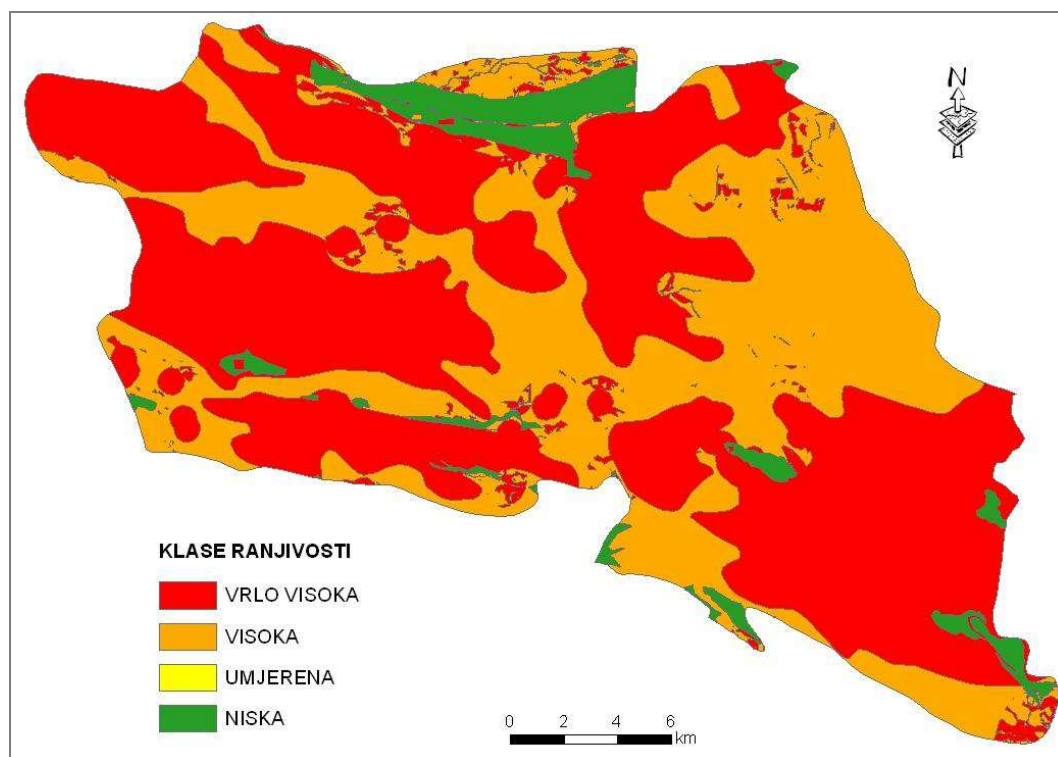 N
KLASE RANJIVOSTI
VRLO VISOKA
VISOKA
UMJERENA
NISKA
0 2 4 6
km